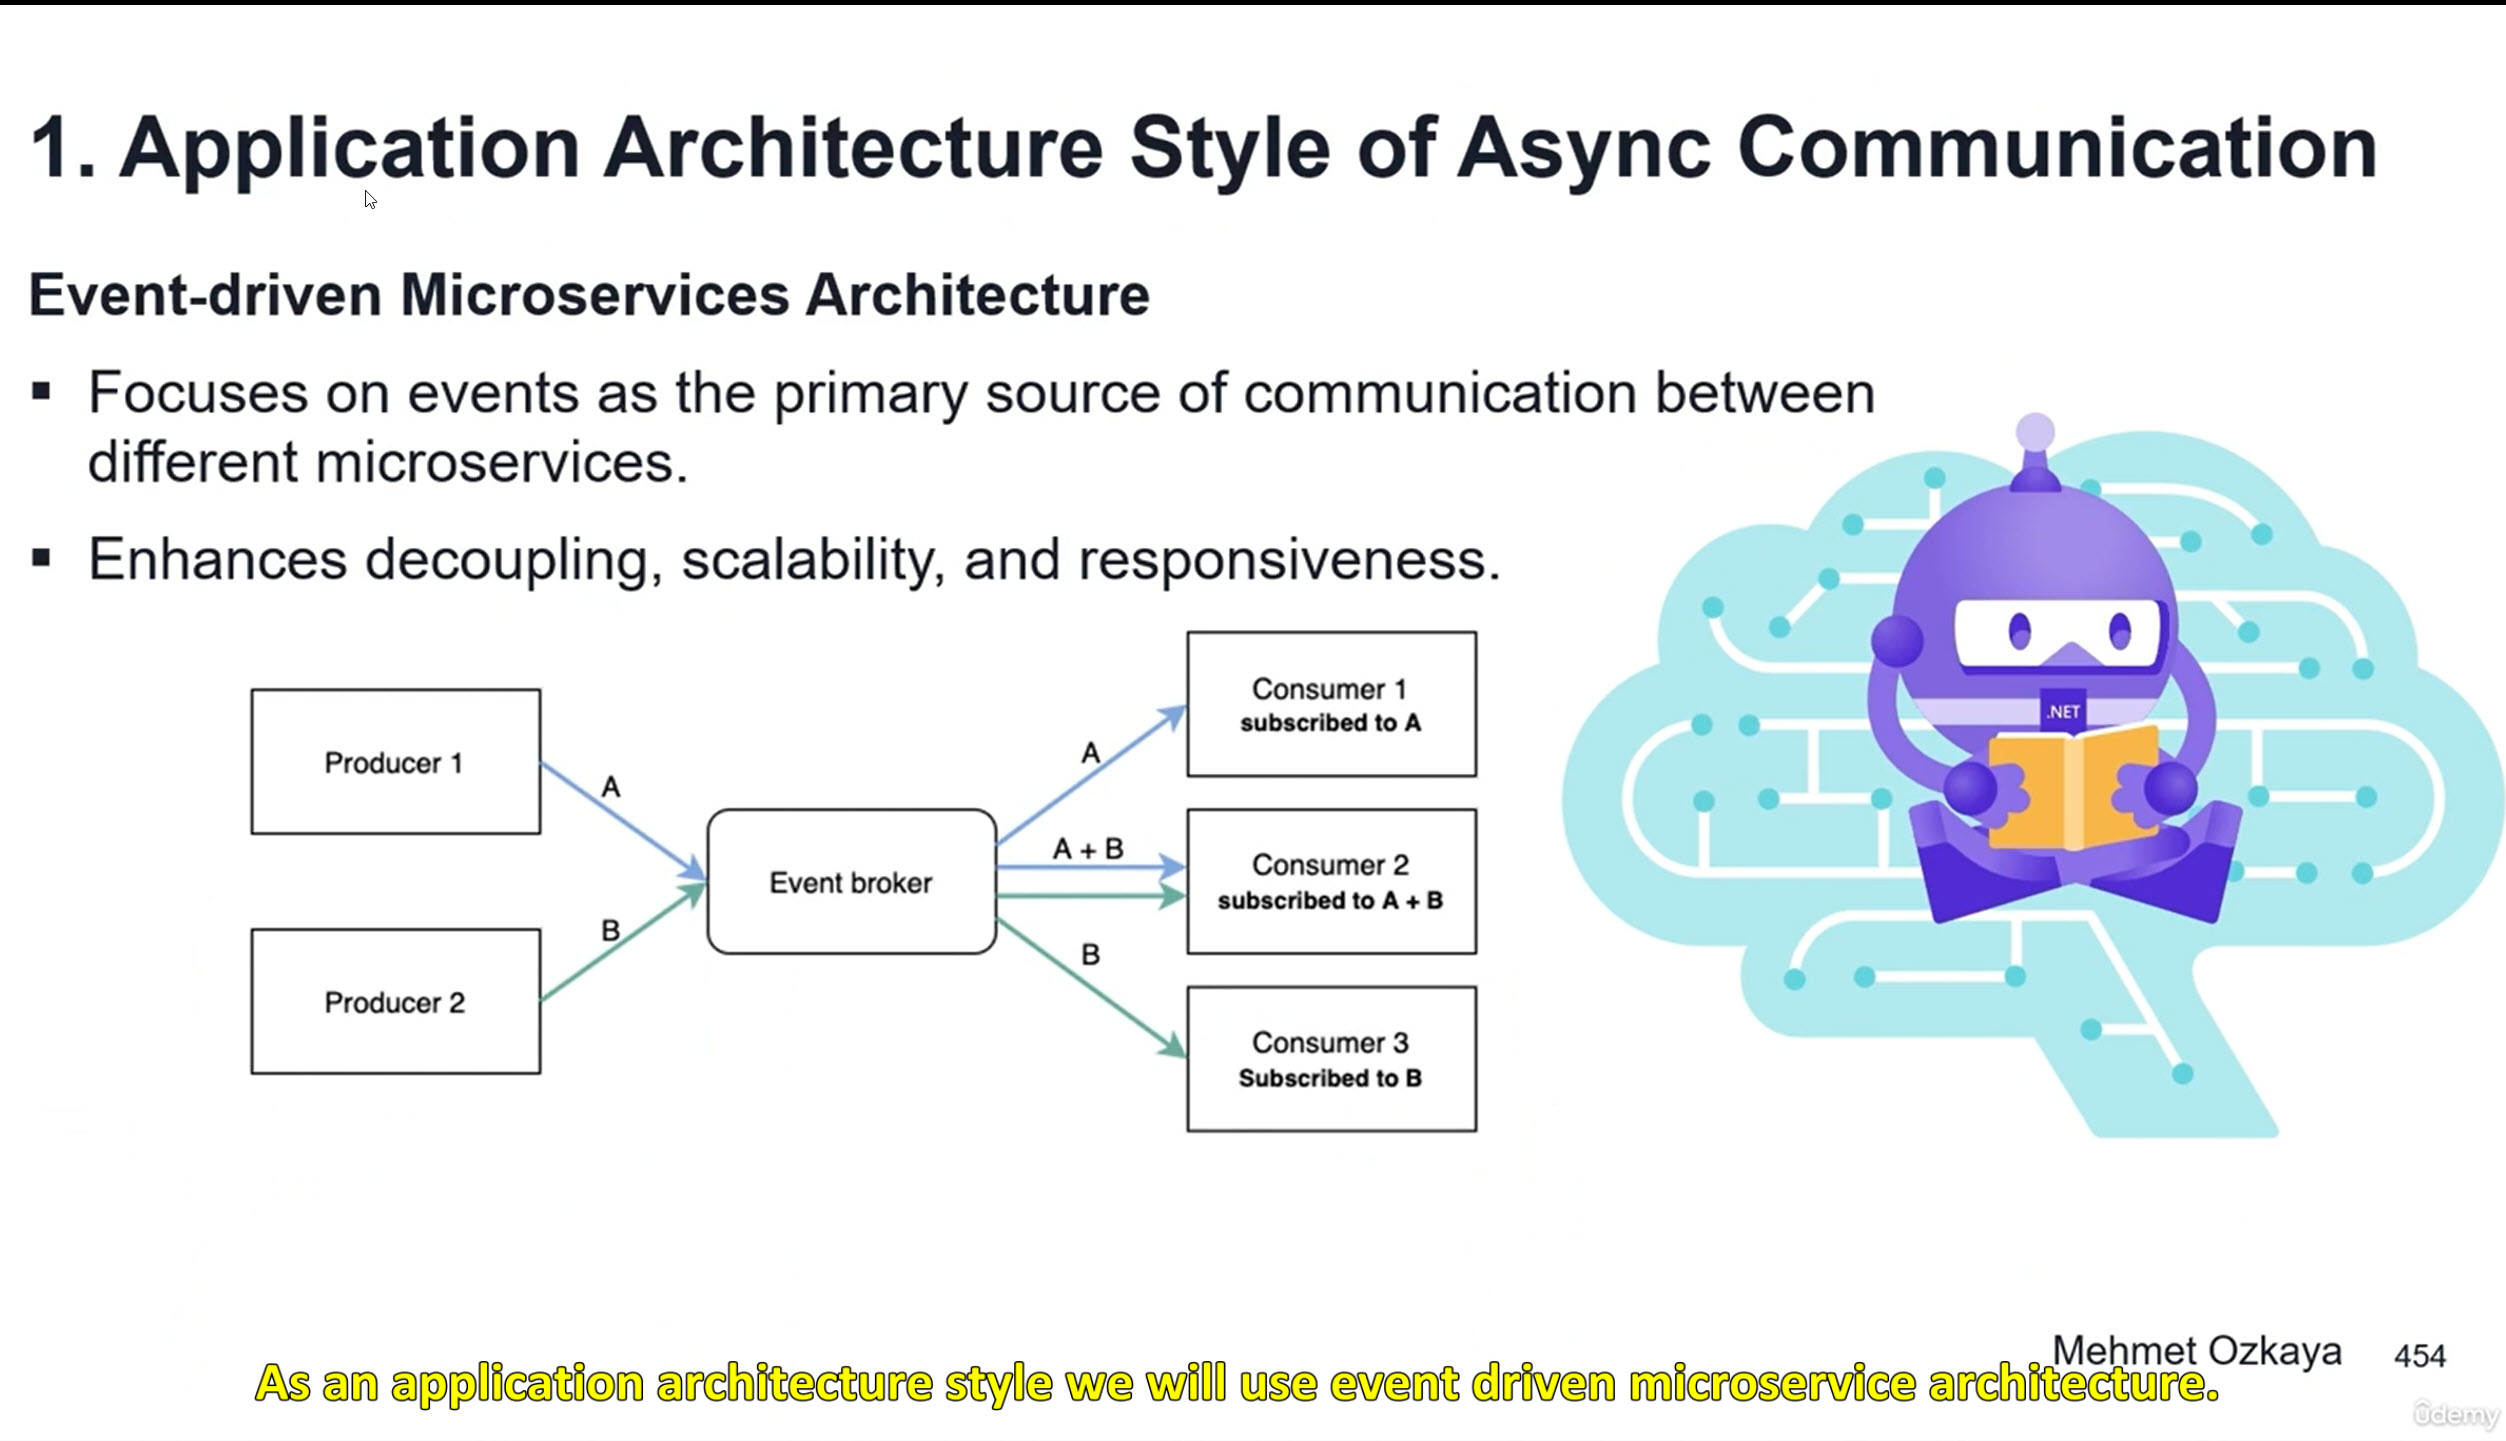 1. Application Architecture Style of Async Communication
Event-driven Microservices Architecture
▪ Focuses on events as the primary source of communication between
different microservices.
▪ Enhances decoupling, scalability, and responsiveness.
Producer 1
Producer 2
A
B
Event broker
A
A + B
B
Consumer 1
subscribed to A
Consumer 2
subscribed to A + B
Consumer 3
Subscribed to B
.NET
Mehmet Ozkaya 454
As an application architecture style we will use event driven microservice architecture.
ûdemy